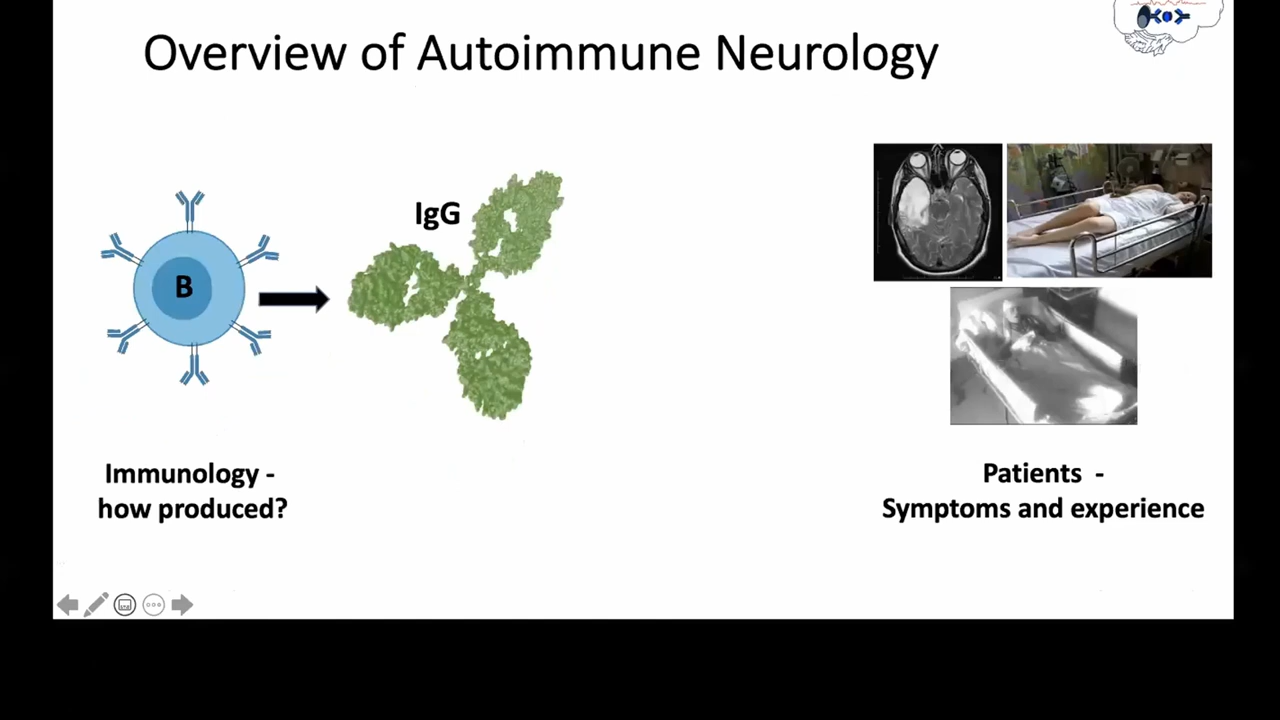 Overview of Autoimmune Neurology
IgG
B
Immunology -
how produced?
Patients -
Symptoms and experience